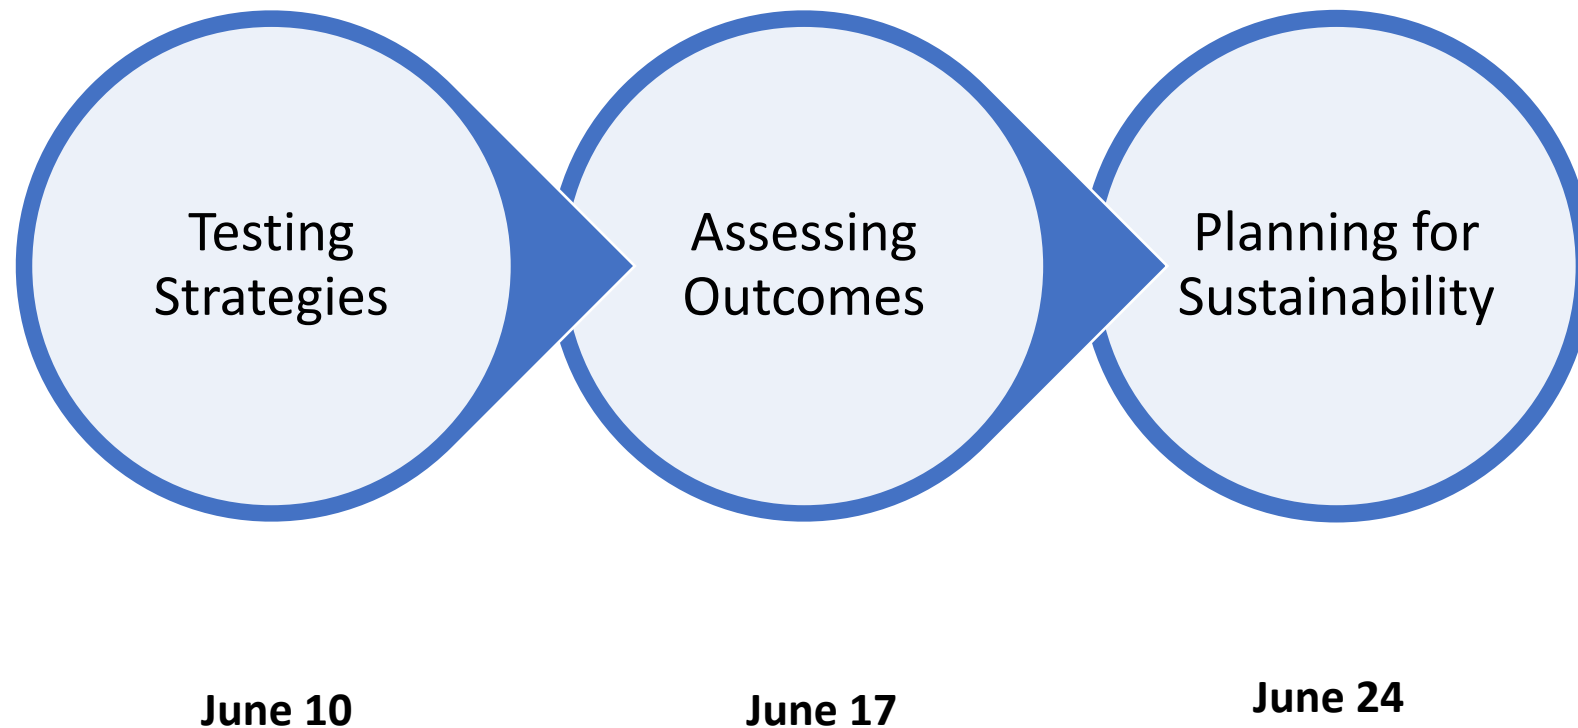 Testing
Strategies
Assessing
Outcomes
Planning for
Sustainability
June 10
June 17
June 24